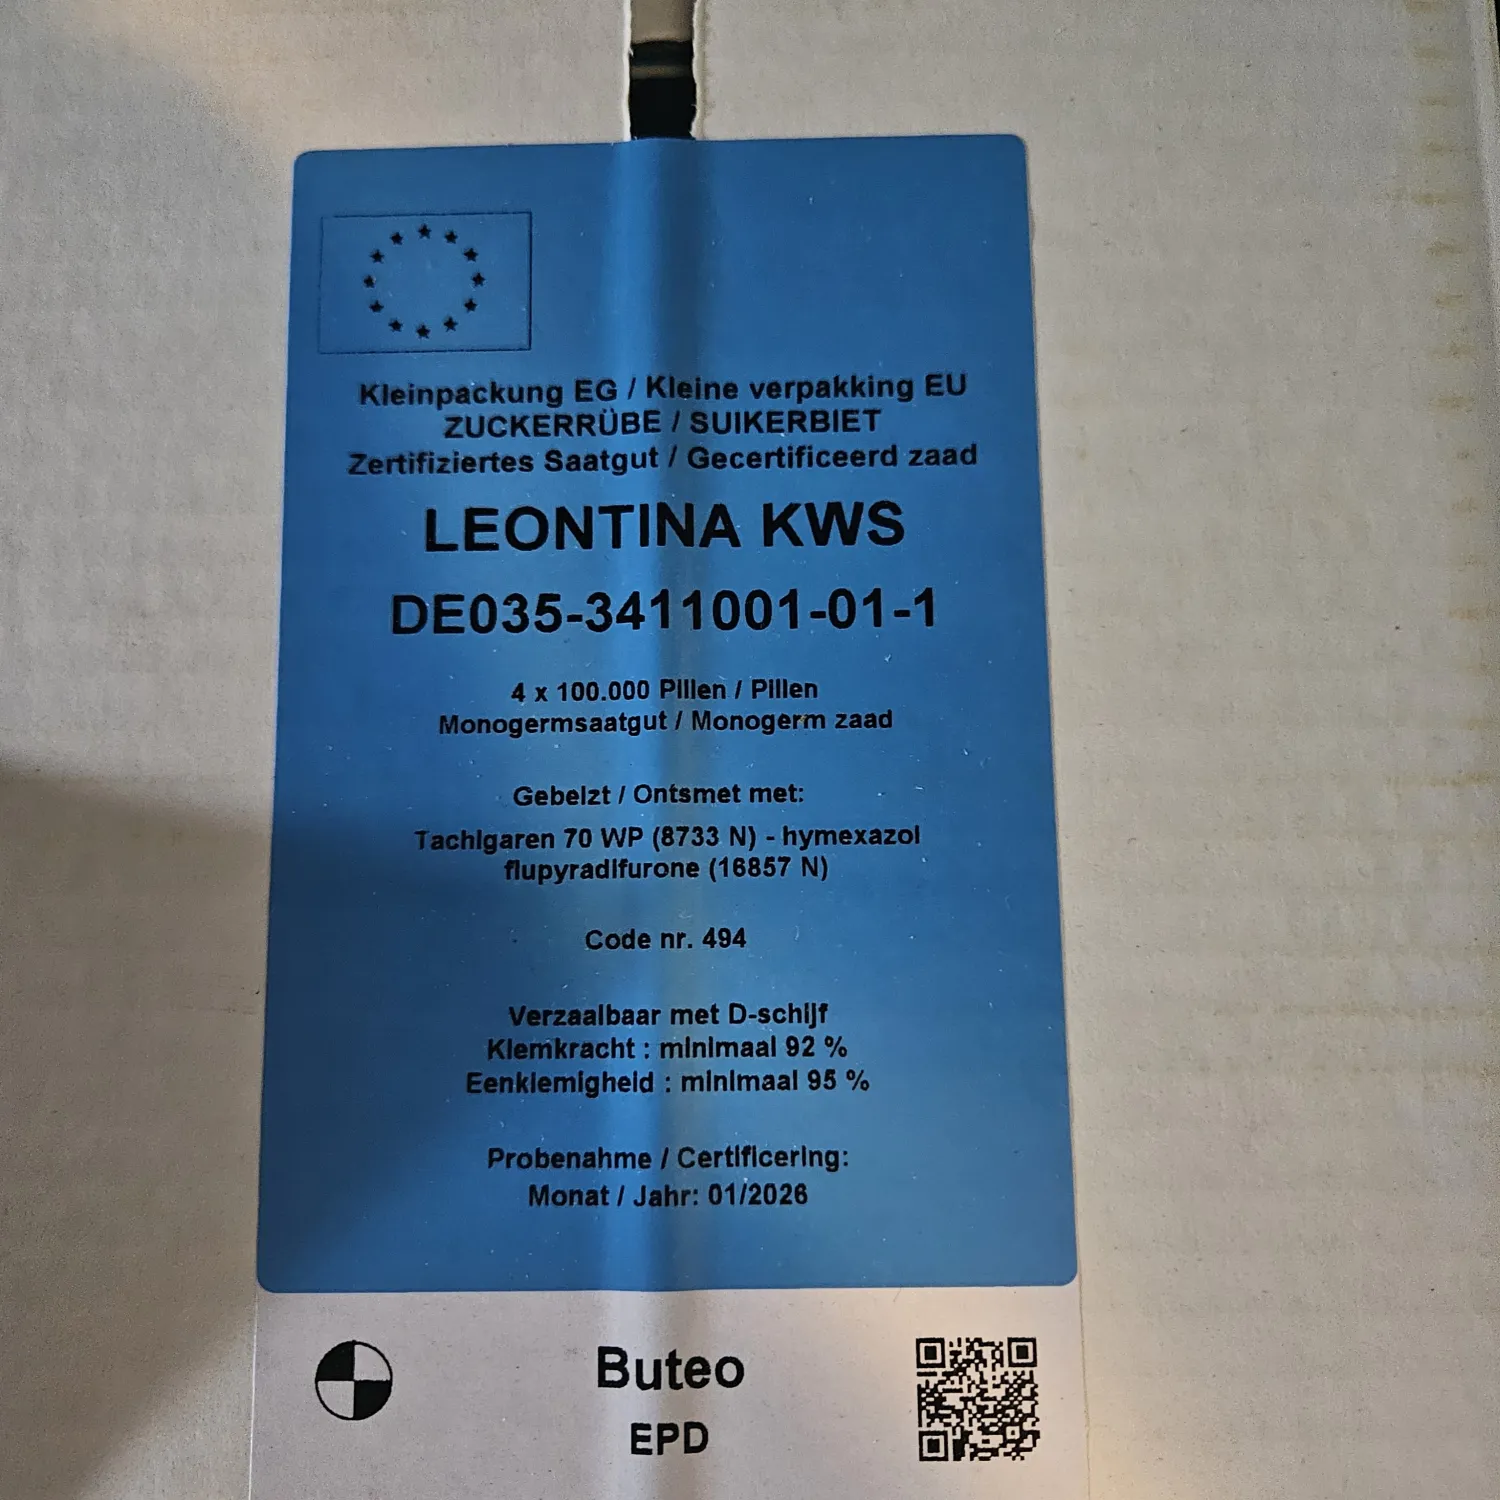 Kleinpackung EG / Kleine verpakking EU
ZUCKERRÜBE / SUIKERBIET
Zertifiziertes Saatgut / Gecertificeerd zaad
LEONTINA KWS
DE035-3411001-01-1
4 x 100.000 Pillen / Pillen
Monogermsaatgut / Monogerm zaad
Gebeizt / Ontsmet met:
Tachigaren 70 WP (8733 N) - hymexazol
flupyradifurone (16857 N)
Code nr. 494
Verzaaibaar met D-schijf
Kiemkracht : minimaal 92 %
Eenkiemigheid : minimaal 95 %
Probenahme / Certificering:
Monat / Jahr: 01/2026
Buteo
EPD